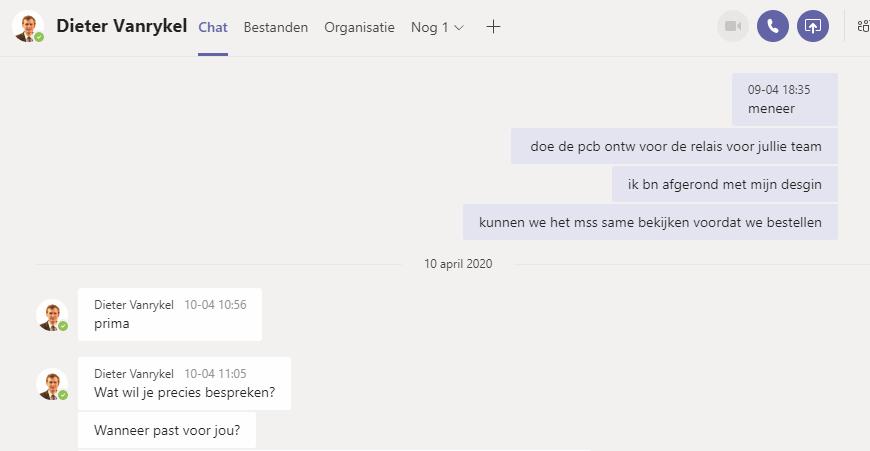 Dieter Vanrykel Chat Bestanden Organisatie Nog 1
09-04 18:35
meneer
doe de pcb ontw voor de relais voor jullie team
ik bn afgerond met mijn desgin
kunnen we het mss same bekijken voordat we bestellen
10 april 2020
Dieter Vanrykel 10-04 10:56
prima
Dieter Vanrykel 10-04 11:05
Wat wil je precies bespreken?
Wanneer past voor jou?